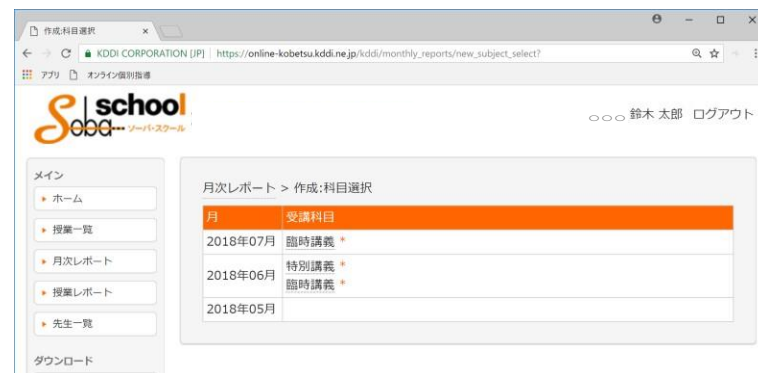 作成:科目選択
KDDI CORPORATION [JP] | https://online-kobetsu.kddi.ne.jp/kddi/monthly_reports/new_subject_select?
アプリ オンライン個別指導
school
Soba
ソーバ・スクール
○○○ 鈴木 太郎 ログアウト
メイン
ホーム
授業一覧
月次レポート
授業レポート
先生一覧
ダウンロード
月次レポート > 作成:科目選択
月 受講科目
2018年07月 臨時講義 *
2018年06月 特別講義 *
臨時講義 *
2018年05月